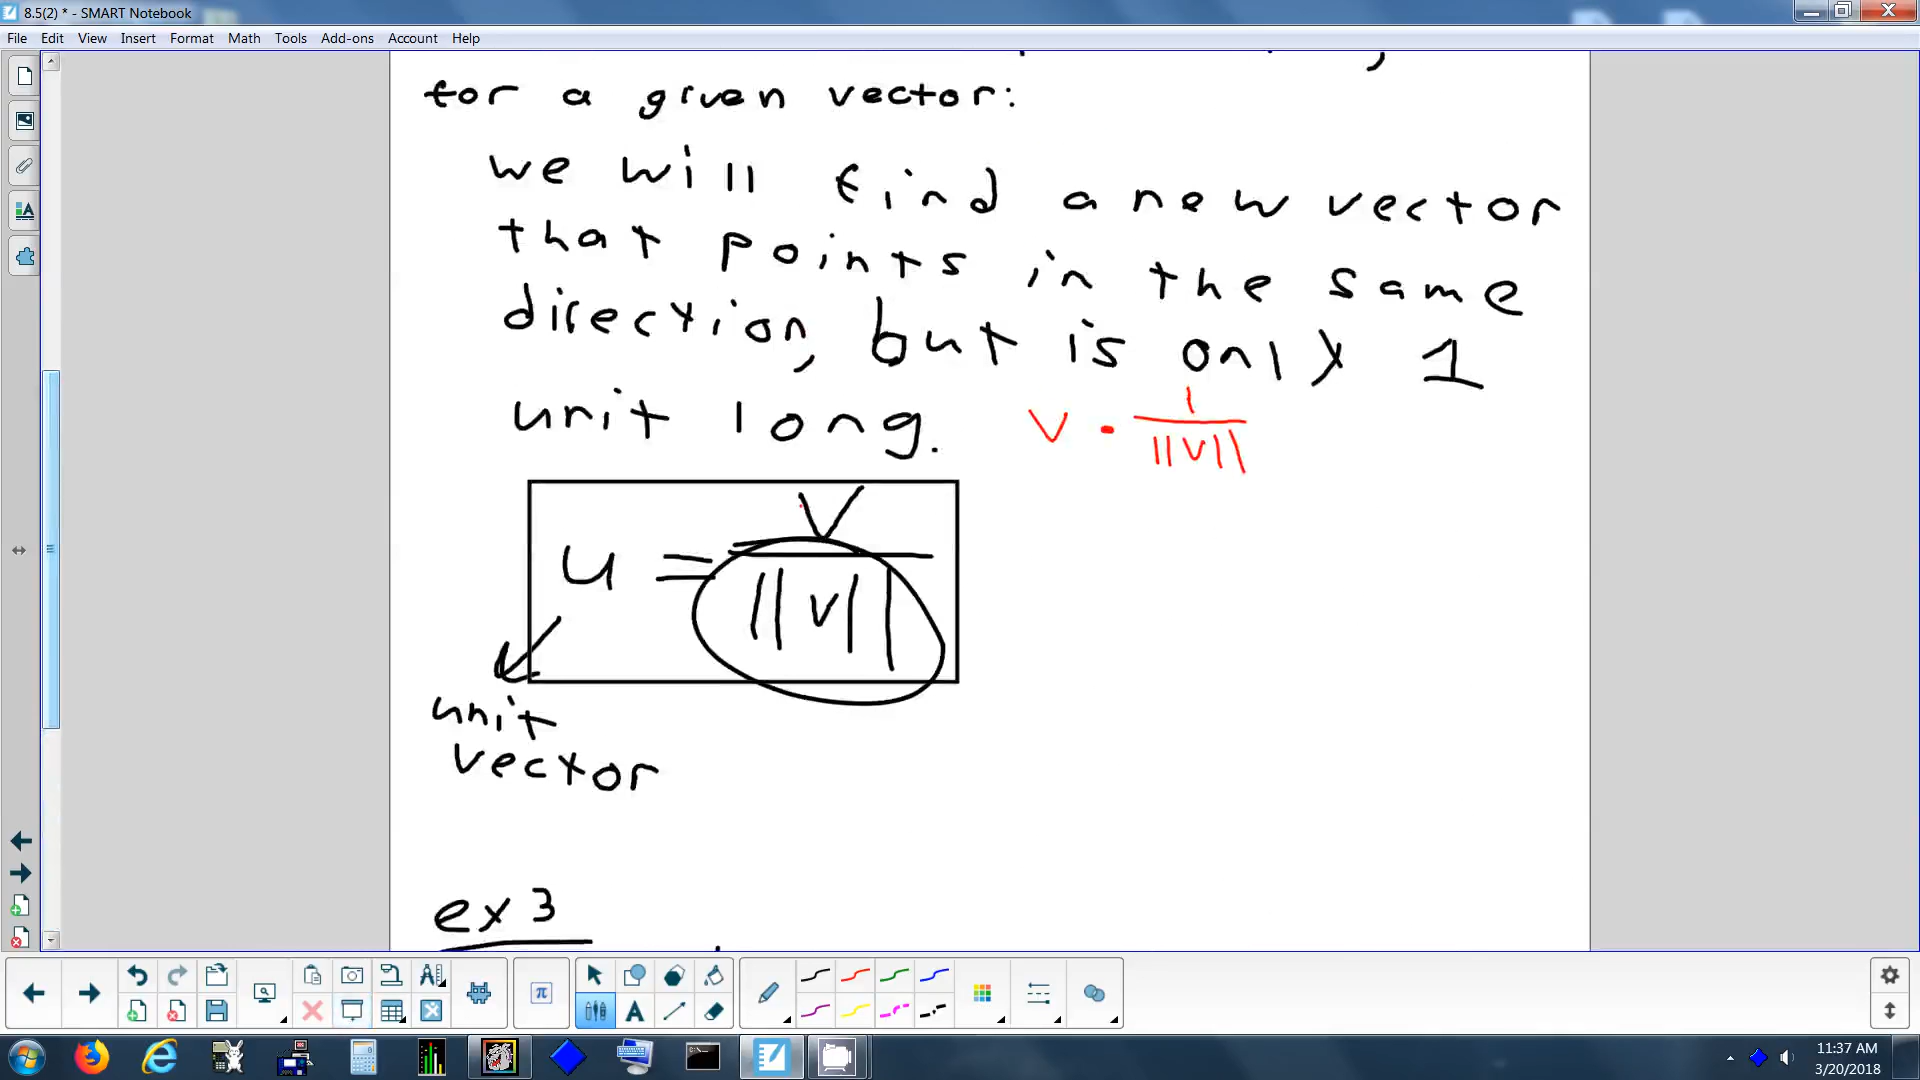 8.5(2) * - SMART Notebook
File Edit View Insert Format Math Tools Add-ons Account Help
for a given vector:
we will find a new vector
that points in the same
direction, but is only 1
unit long.
v · 1/||v||
u = v/||v||
unit
vector
ex 3
11:37 AM
3/20/2018